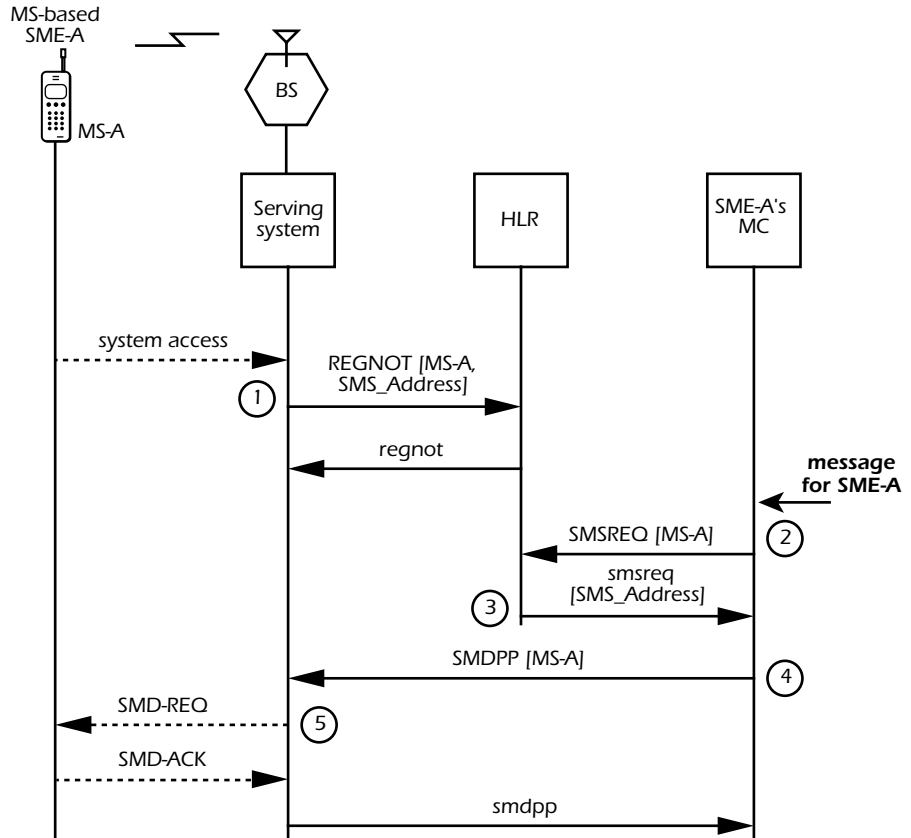 MS-based
SME-A
MS-A
BS
Serving
system
HLR
SME-A's
MC
system access
REGNOT [MS-A,
SMS_Address]
1
regnot
message
for SME-A
SMSREQ [MS-A]
2
smsreq
[SMS_Address]
3
SMDPP [MS-A]
4
SMD-REQ
5
SMD-ACK
smdpp